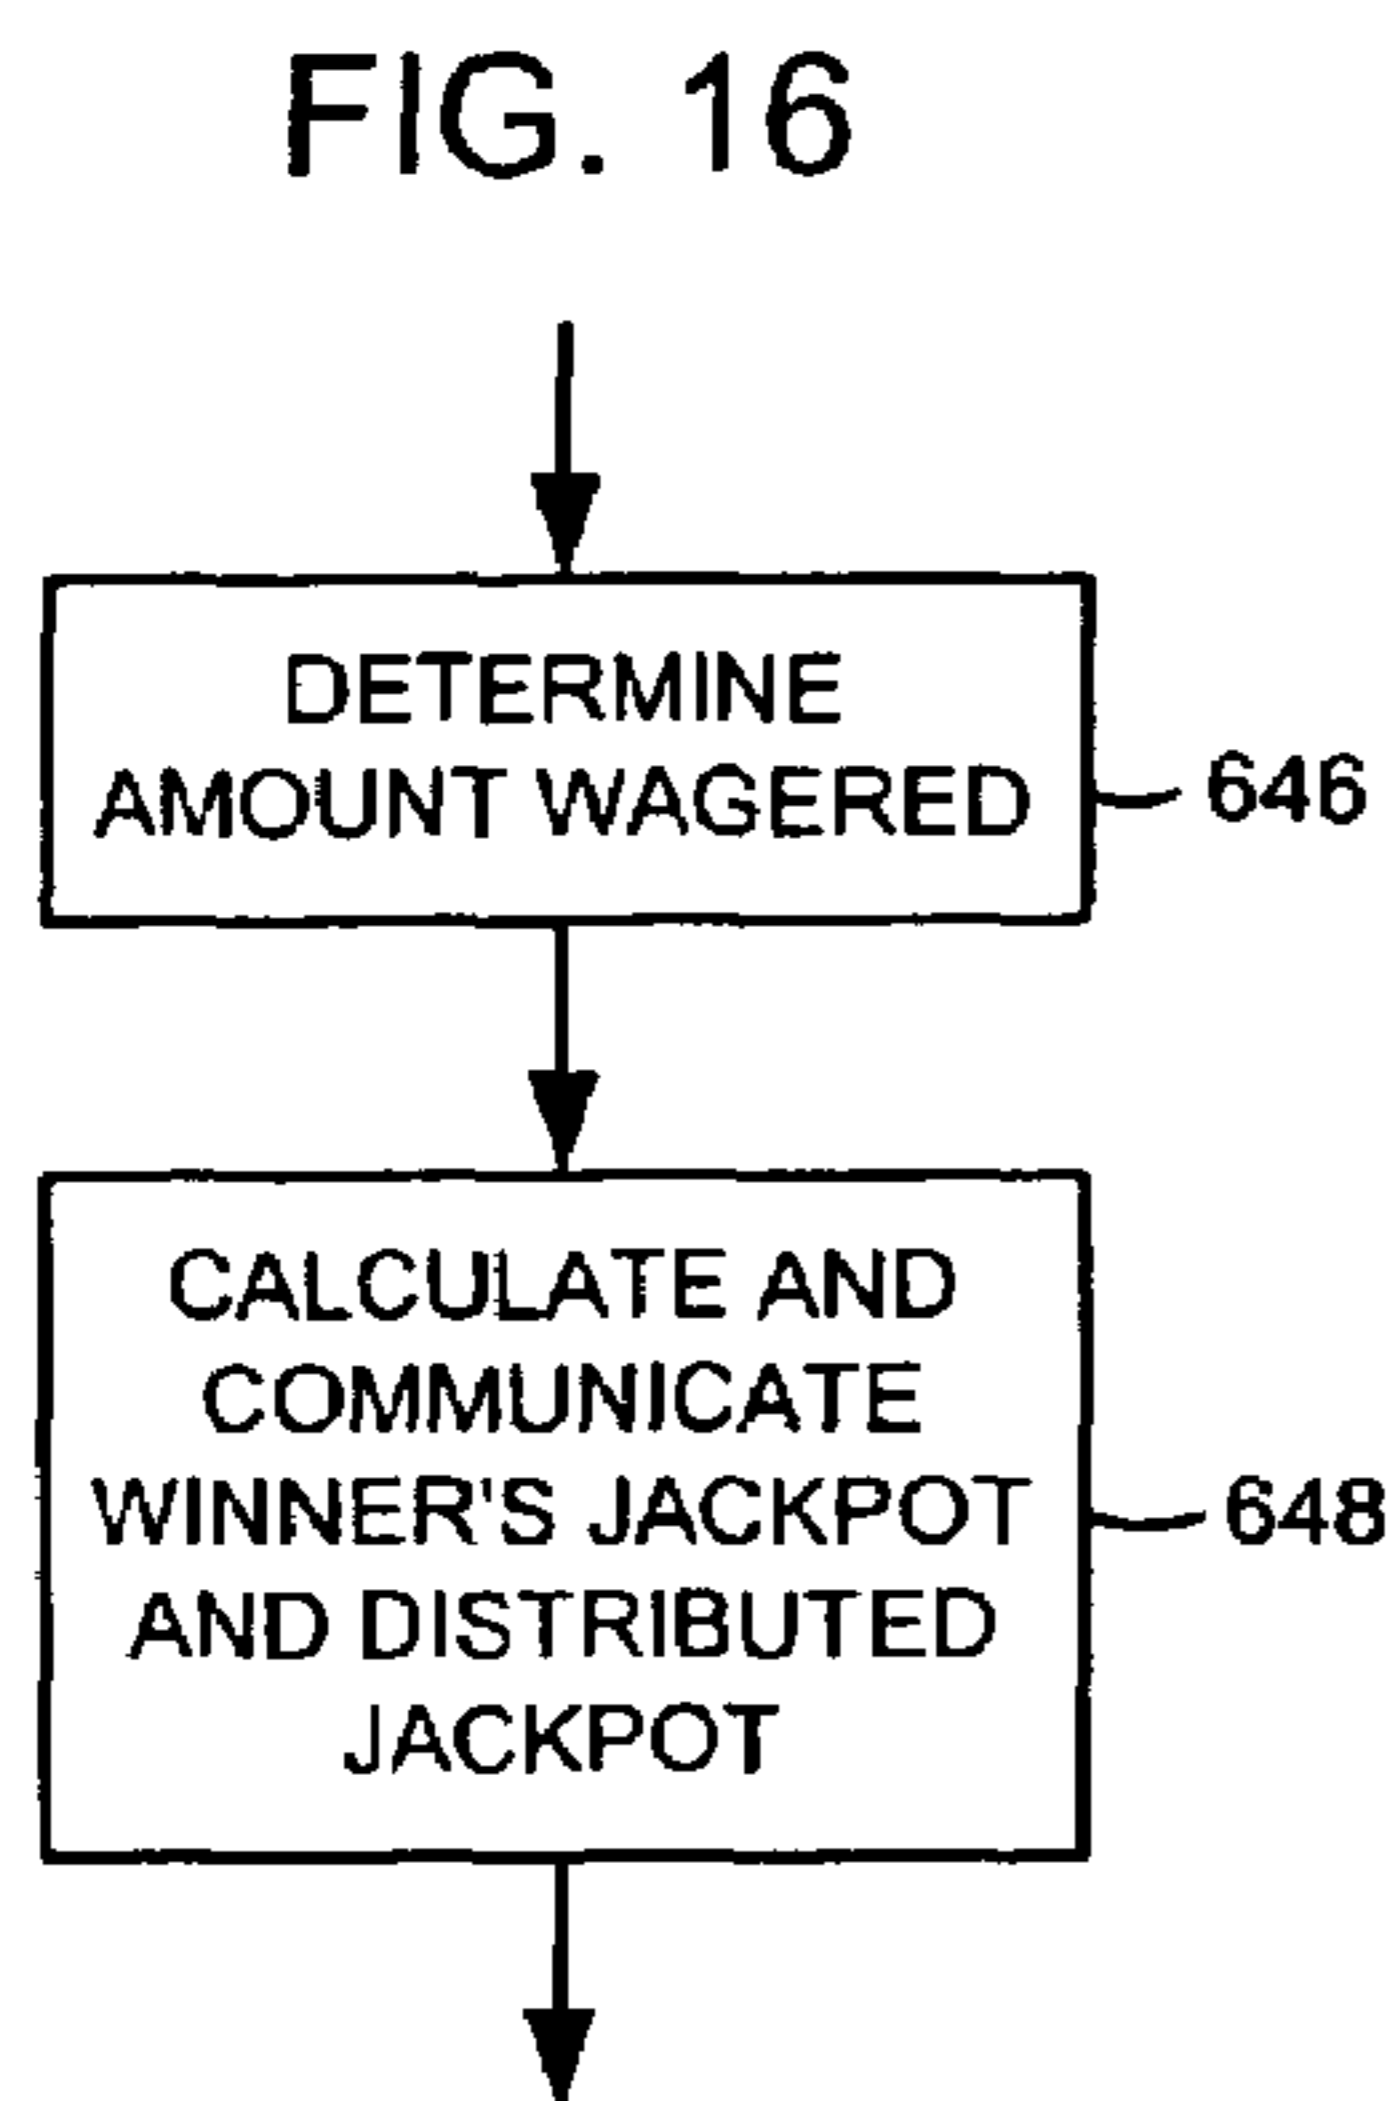 FIG. 16
DETERMINE
AMOUNT WAGERED
646
CALCULATE AND
COMMUNICATE
WINNER'S JACKPOT
AND DISTRIBUTED
JACKPOT
648